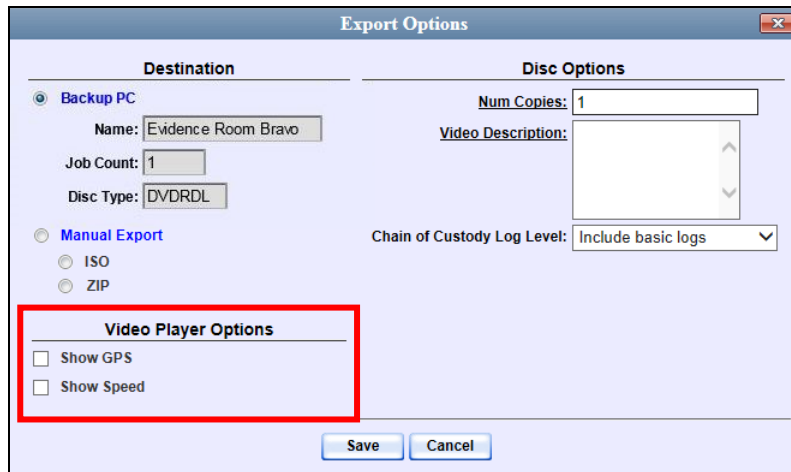 Export Options
Destination
Backup PC
Name: Evidence Room Bravo
Job Count: 1
Disc Type: DVDRDL
Manual Export
ISO
ZIP
Video Player Options
Show GPS
Show Speed
Disc Options
Num Copies: 1
Video Description:
Chain of Custody Log Level: Include basic logs
Save Cancel